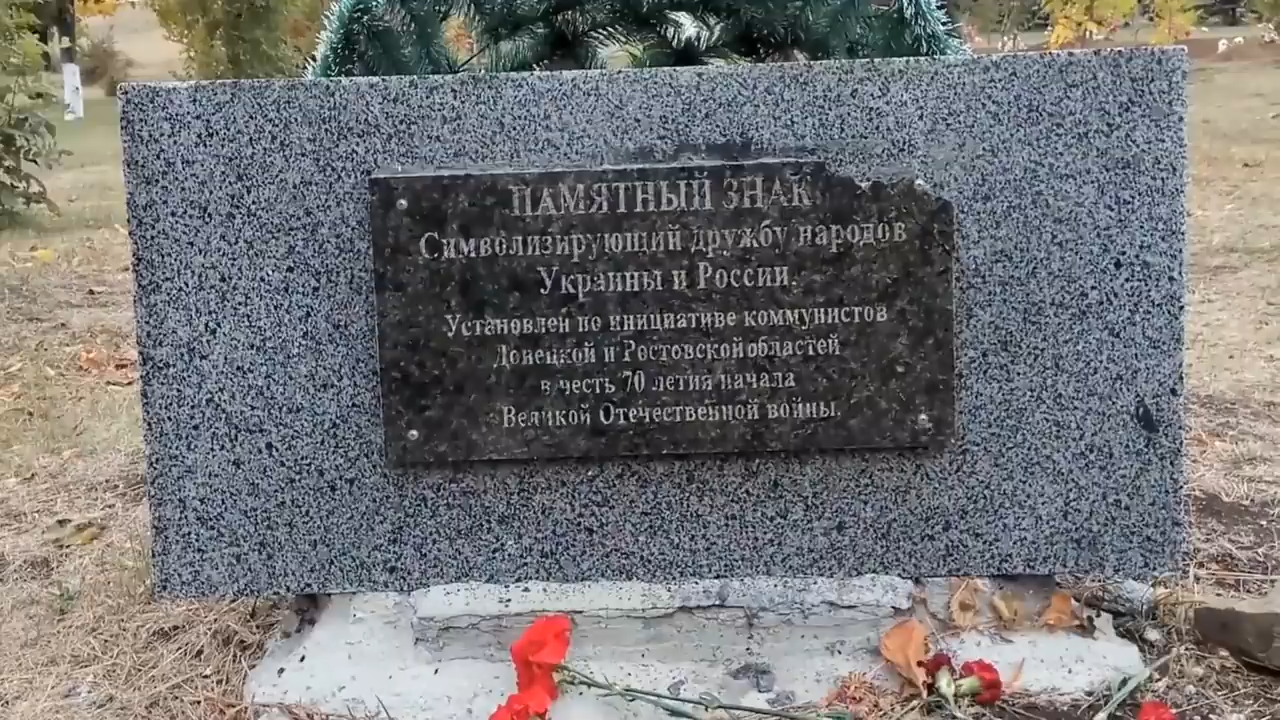 ПАМЯТНЫЙ ЗНАК
Символизирующий дружбу народов
Украины и России.
Установлен по инициативе коммунистов
Донецкой и Ростовской областей
в честь 70 летия начала
Великой Отечественной войны.